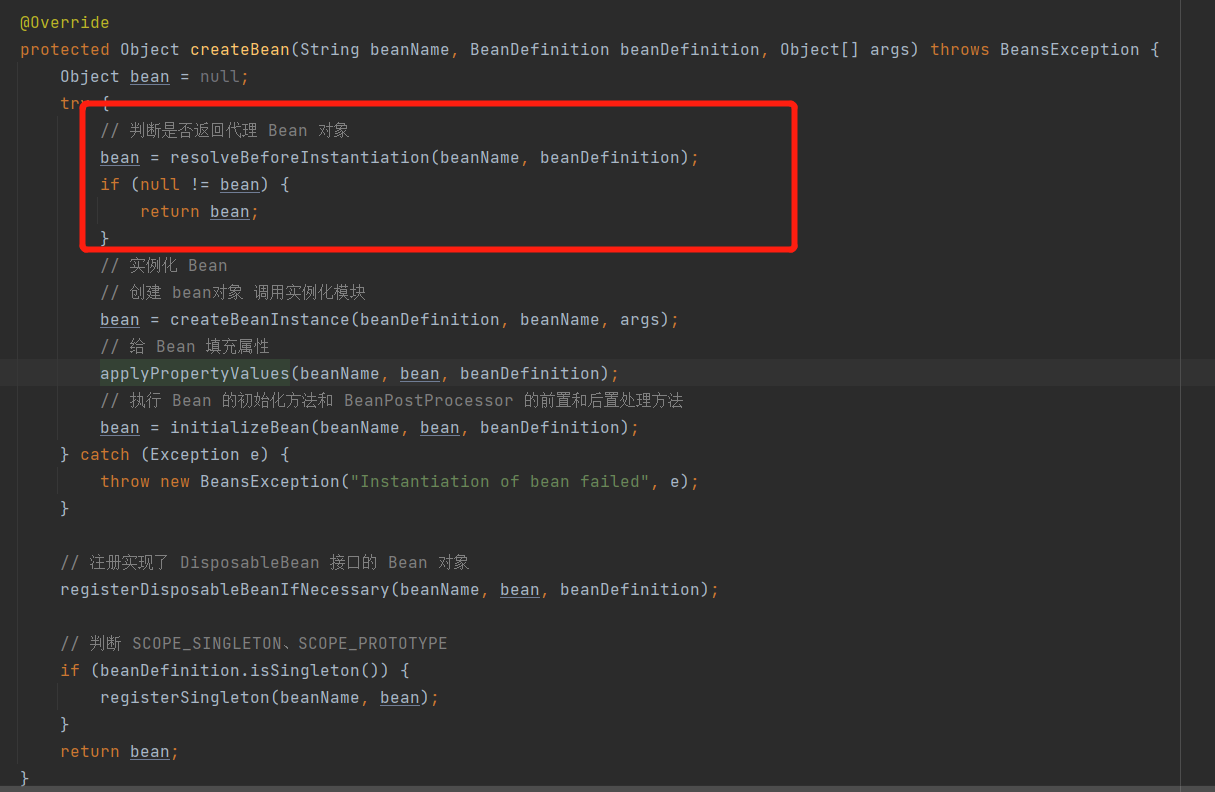 @Override
protected Object createBean(String beanName, BeanDefinition beanDefinition, Object[] args) throws BeansException {
    Object bean = null;
    try {
        // 判断是否返回代理 Bean 对象
        bean = resolveBeforeInstantiation(beanName, beanDefinition);
        if (null != bean) {
            return bean;
        }
        // 实例化 Bean
        // 创建 bean对象 调用实例化模块
        bean = createBeanInstance(beanDefinition, beanName, args);
        // 给 Bean 填充属性
        applyPropertyValues(beanName, bean, beanDefinition);
        // 执行 Bean 的初始化方法和 BeanPostProcessor 的前置和后置处理方法
        bean = initializeBean(beanName, bean, beanDefinition);
    } catch (Exception e) {
        throw new BeansException("Instantiation of bean failed", e);
    }

    // 注册实现了 DisposableBean 接口的 Bean 对象
    registerDisposableBeanIfNecessary(beanName, bean, beanDefinition);

    // 判断 SCOPE_SINGLETON、SCOPE_PROTOTYPE
    if (beanDefinition.isSingleton()) {
        registerSingleton(beanName, bean);
    }
    return bean;
}